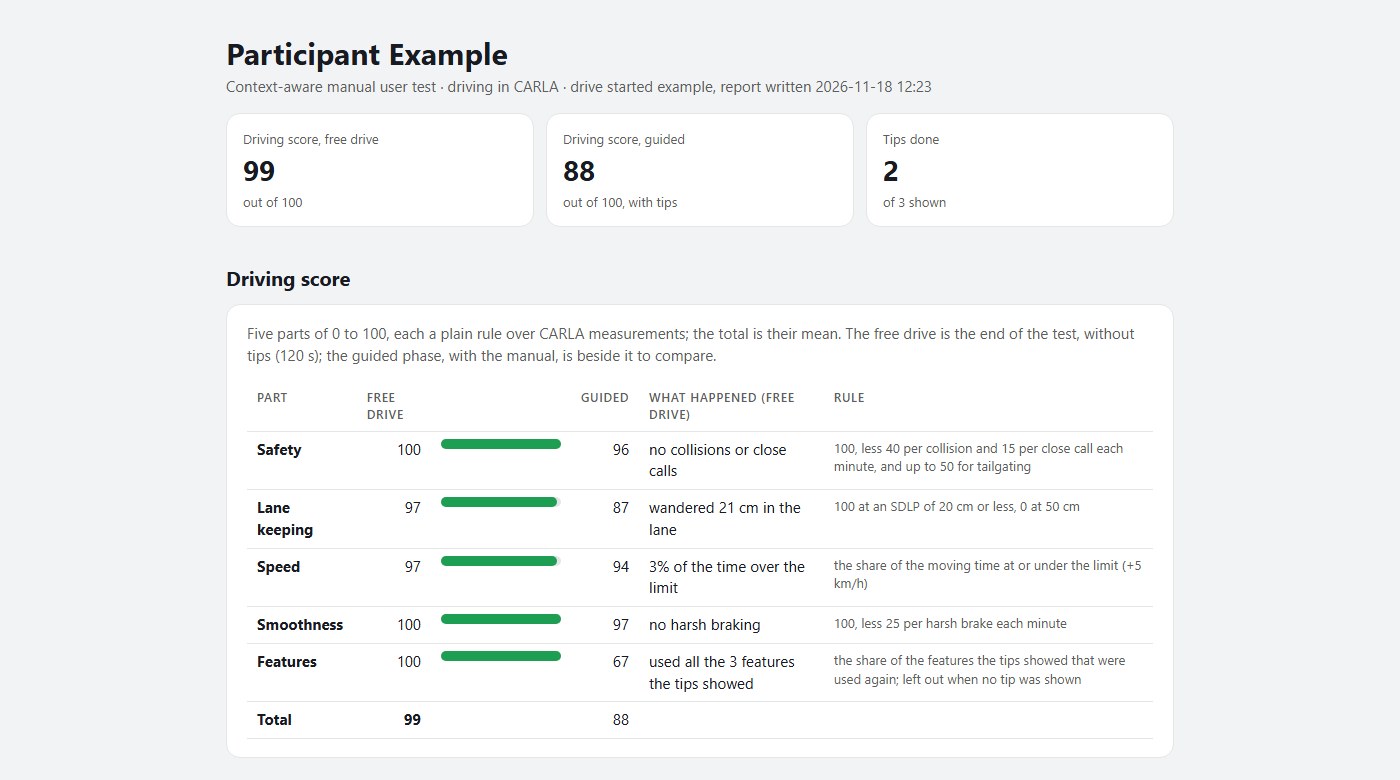 Participant Example
Context-aware manual user test · driving in CARLA · drive started example, report written 2026-11-18 12:23
Driving score, free drive
99
out of 100
Driving score, guided
88
out of 100, with tips
Tips done
2
of 3 shown
Driving score
Five parts of 0 to 100, each a plain rule over CARLA measurements; the total is their mean. The free drive is the end of the test, without
tips (120 s); the guided phase, with the manual, is beside it to compare.
PART
FREE
DRIVE
GUIDED
WHAT HAPPENED (FREE
DRIVE)
RULE
Safety
100
96
no collisions or close
calls
100, less 40 per collision and 15 per close call each
minute, and up to 50 for tailgating
Lane
keeping
97
87
wandered 21 cm in the
lane
100 at an SDLP of 20 cm or less, 0 at 50 cm
Speed
97
94
3% of the time over the
limit
the share of the moving time at or under the limit (+5
km/h)
Smoothness
100
97
no harsh braking
100, less 25 per harsh brake each minute
Features
100
67
used all the 3 features
the tips showed
the share of the features the tips showed that were
used again; left out when no tip was shown
Total
99
88